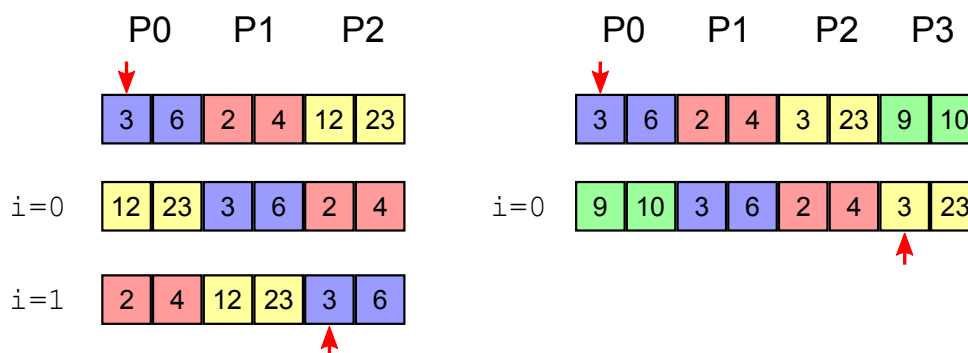 P0 P1 P2
3 6 2 4 12 23
i=0 12 23 3 6 2 4
i=1 2 4 12 23 3 6
P0 P1 P2 P3
3 6 2 4 3 23 9 10
i=0 9 10 3 6 2 4 3 23